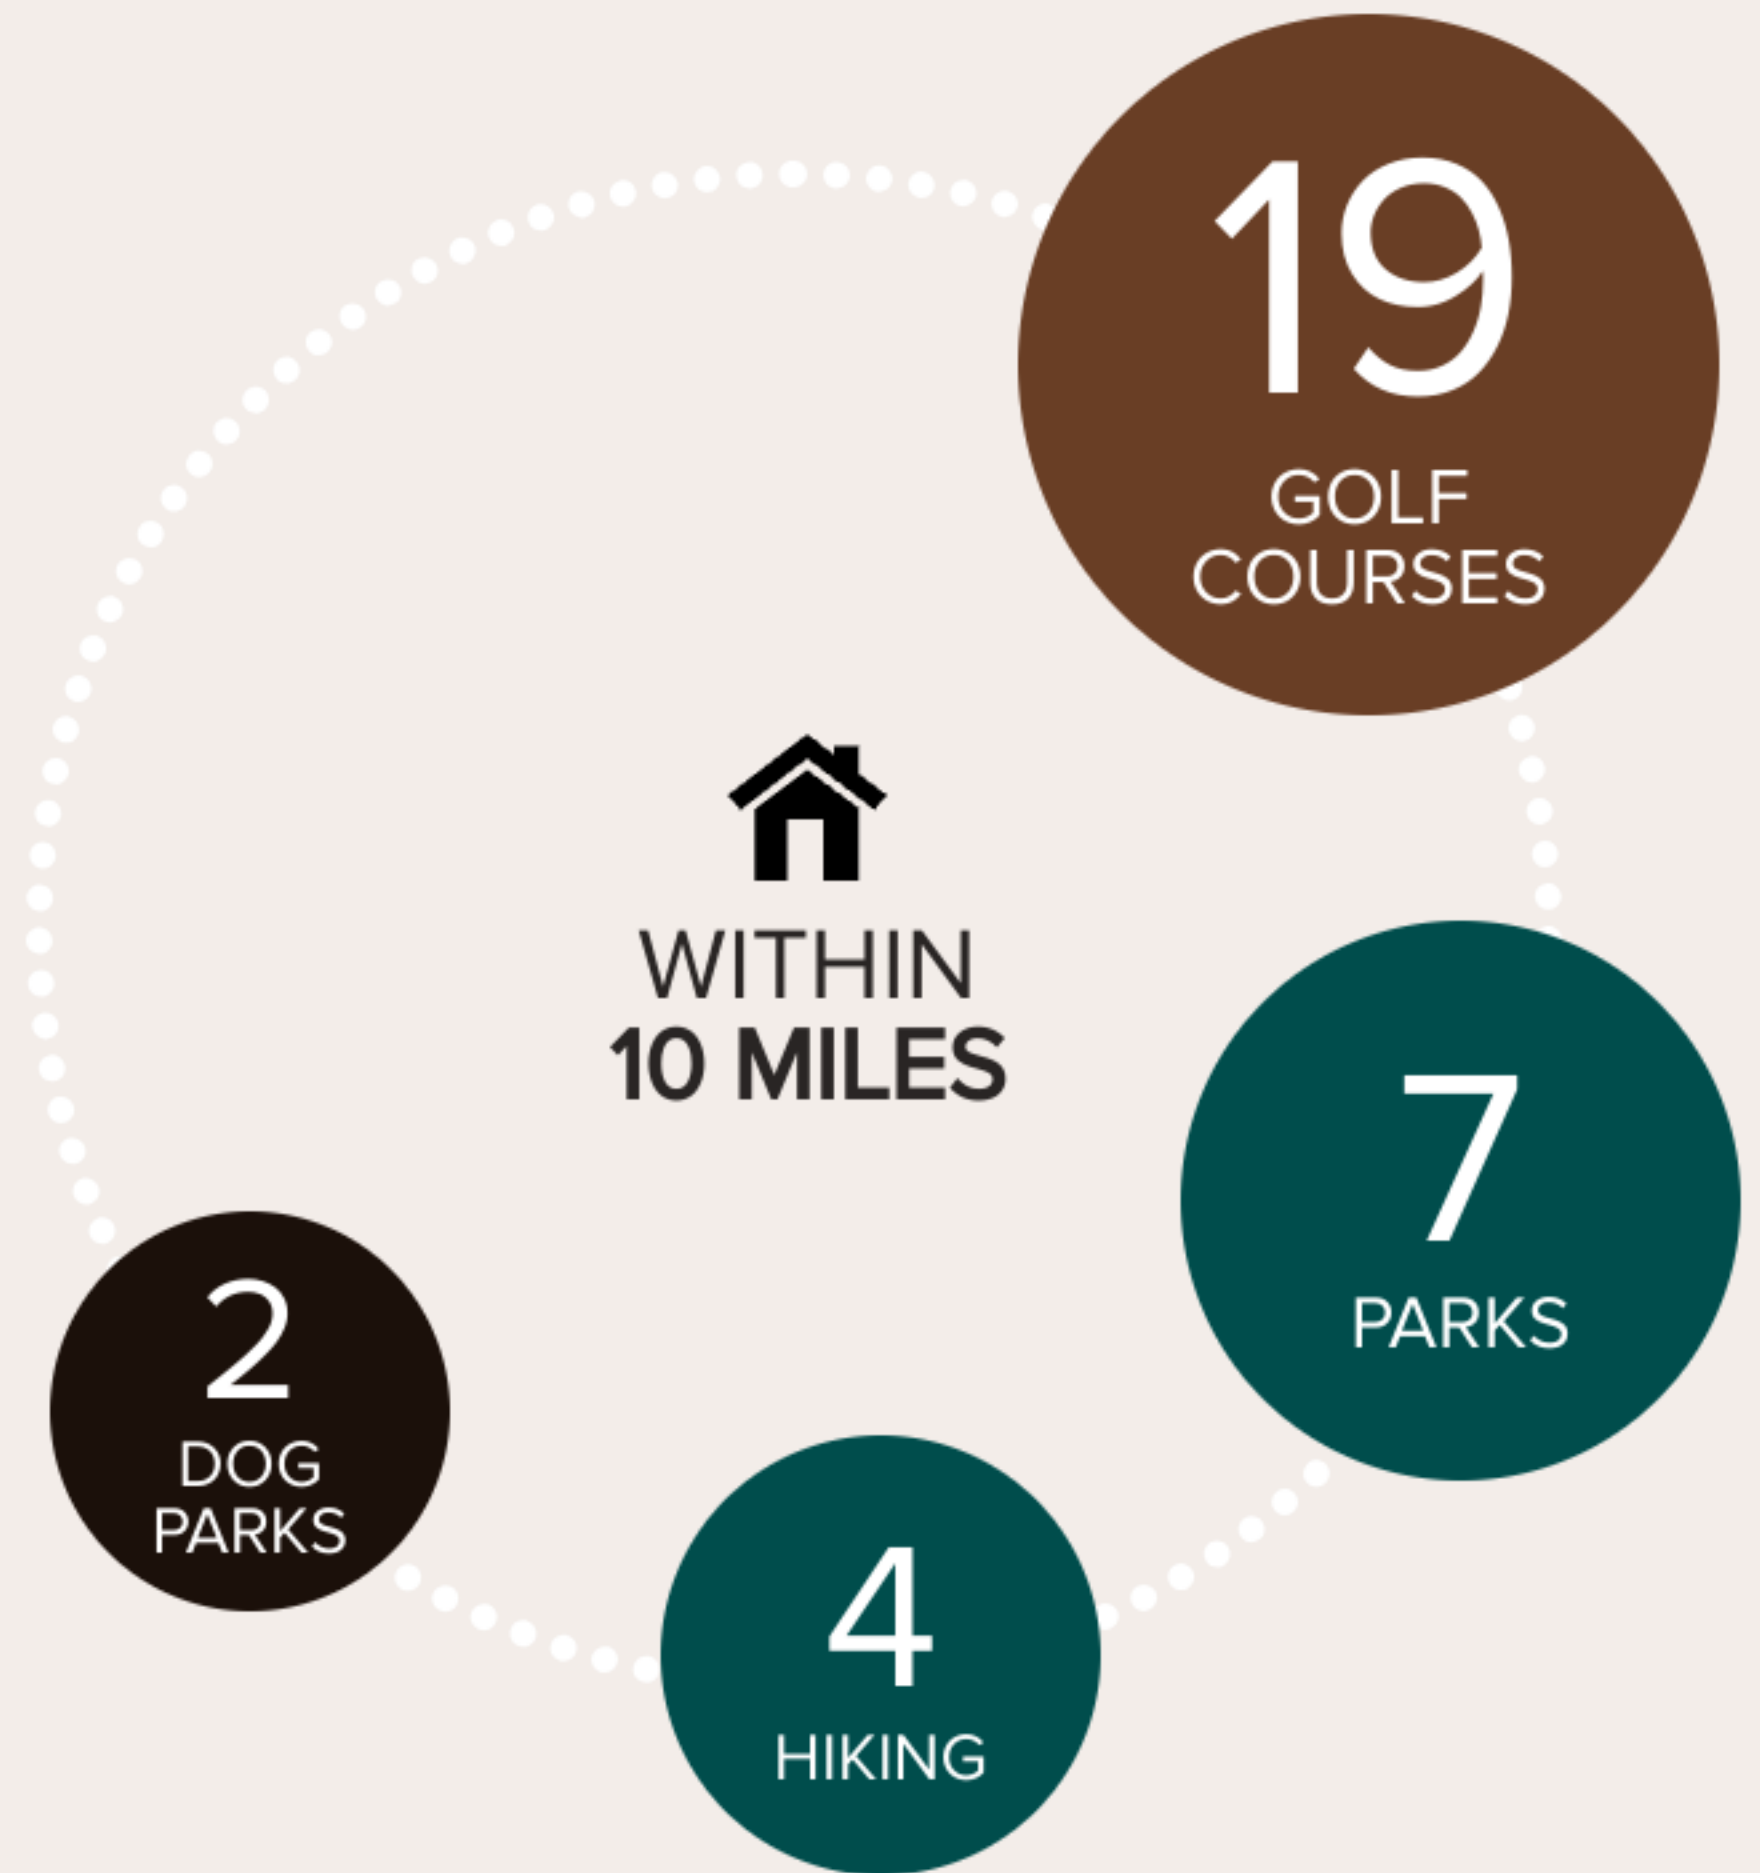 19
GOLF
COURSES
WITHIN
10 MILES
7
PARKS
2
DOG
PARKS
4
HIKING